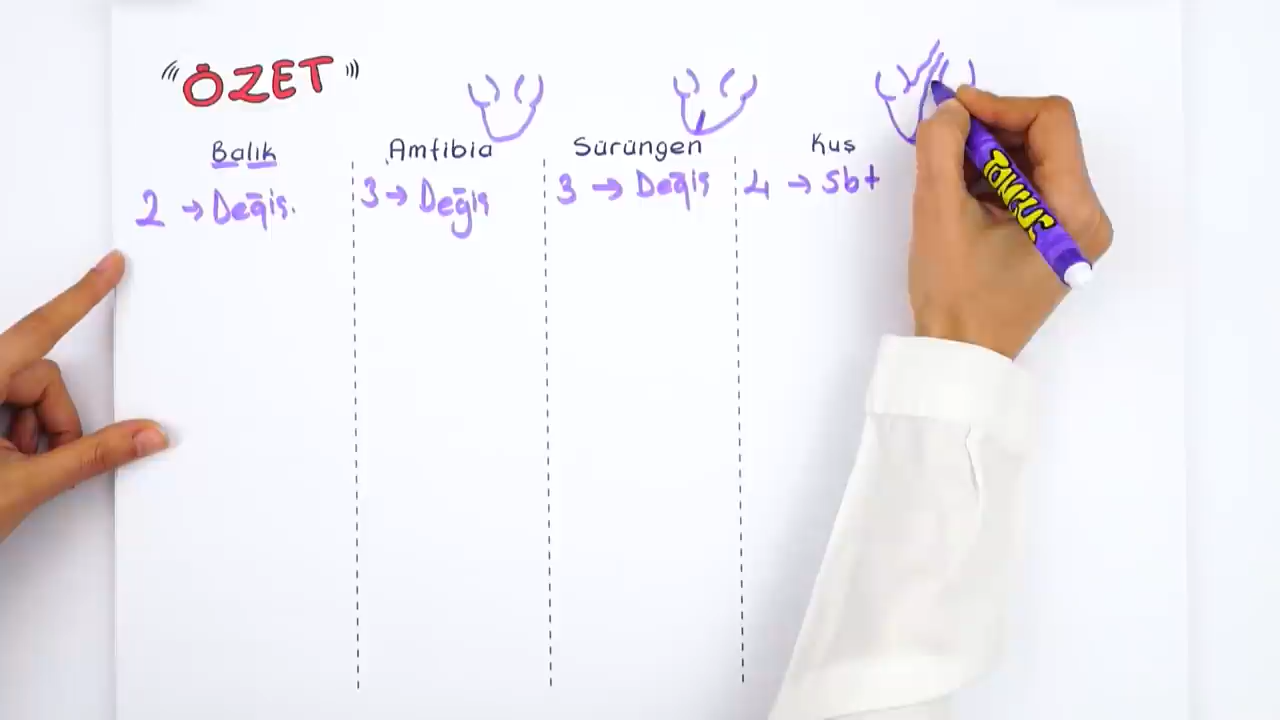 ÖZET
Balık
Amfibia
Sürüngen
Kuş
2 → Değiş.
3 → Değiş
3 → Değiş
4 → Sbt